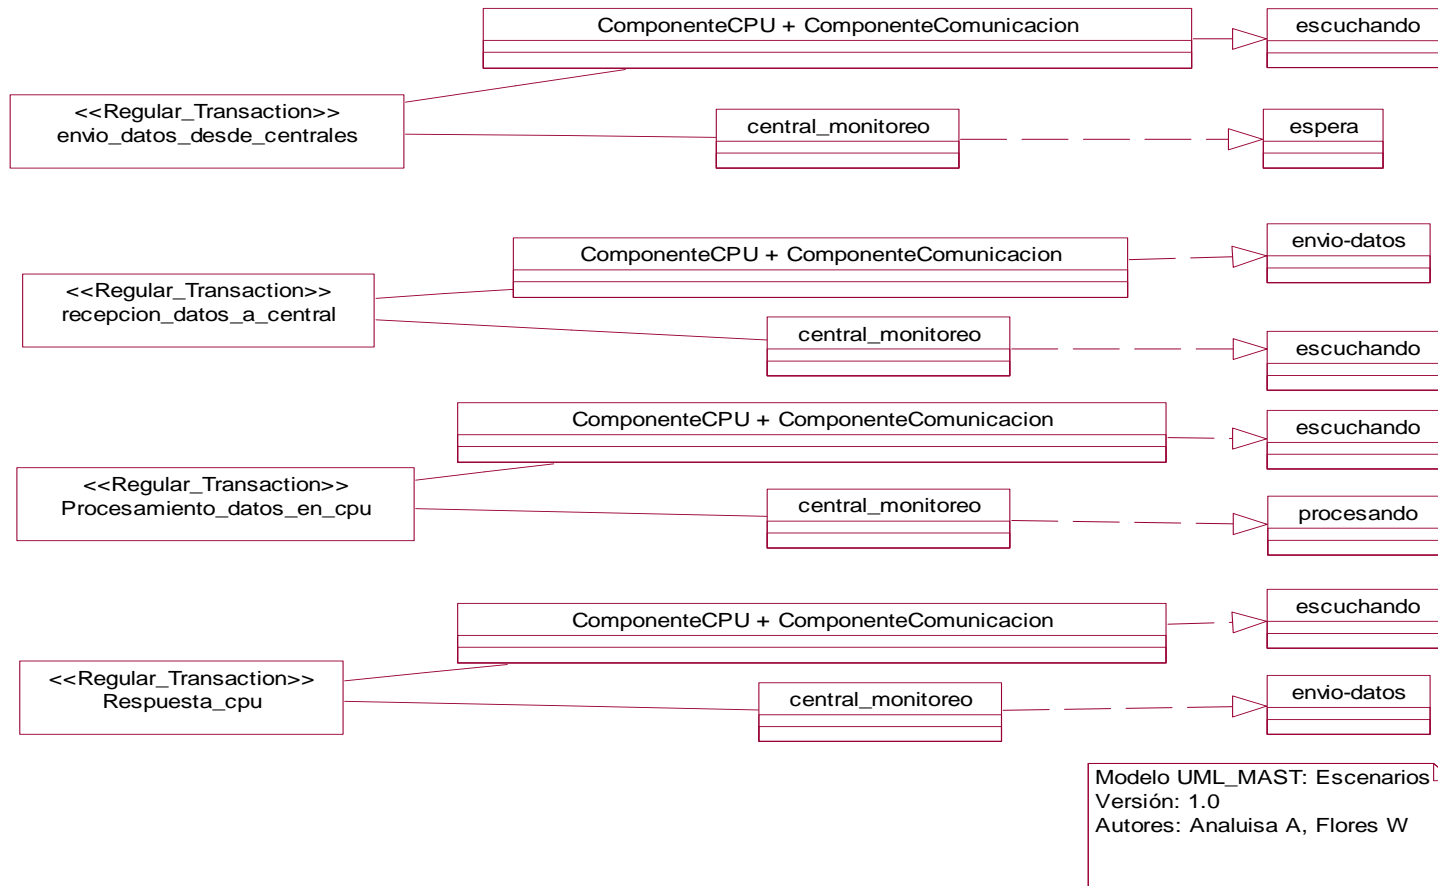 ComponenteCPU + ComponenteComunicacion
escuchando
<<Regular_Transaction>>
envio_datos_desde_centrales
central_monitoreo
espera
ComponenteCPU + ComponenteComunicacion
envio-datos
<<Regular_Transaction>>
recepcion_datos_a_central
central_monitoreo
escuchando
ComponenteCPU + ComponenteComunicacion
escuchando
<<Regular_Transaction>>
Procesamiento_datos_en_cpu
central_monitoreo
procesando
ComponenteCPU + ComponenteComunicacion
escuchando
<<Regular_Transaction>>
Respuesta_cpu
central_monitoreo
envio-datos
Modelo UML_MAST: Escenarios
Versión: 1.0
Autores: Analuisa A, Flores W